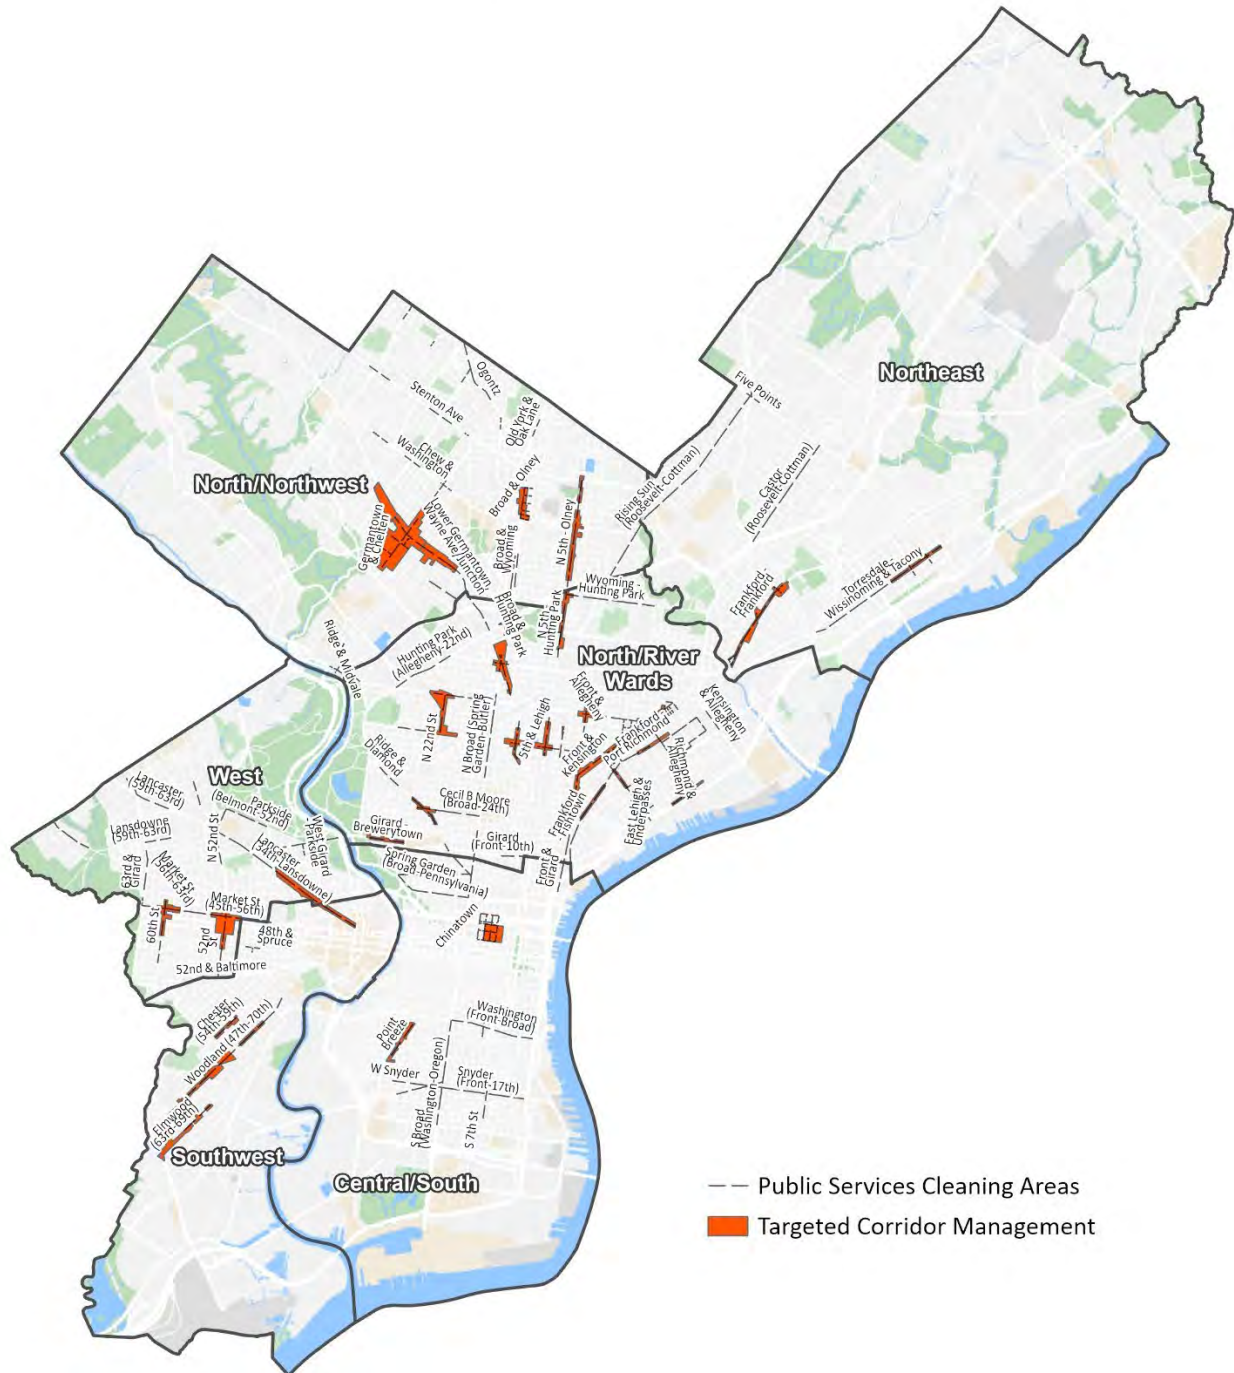 Northeast
Five Points
Rising Sun
(Roosevelt-Cottman)
Castor
(Roosevelt-Cottman)
Torresdale -
Wissinoming & Tacony
Frankford -
Frankford
Ogontz
Stenton Ave
Old York &
Oak Lane
Chew &
Washington
North/Northwest
Broad & Olney
Germantown
& Chelten
Lower Germantown
Wayne Ave/Junction
Broad &
Wyoming
N 5th - Olney
Wyoming -
Hunting Park
N 5th -
Hunting Park
Broad &
Hunting Park
Ridge & Midvale
Hunting Park
(Allegheny-22nd)
North/River
Wards
Front &
Allegheny
Kensington
& Allegheny
N 22nd St
N Broad (Spring
Garden-Butler)
5th & Lehigh
Front &
Kensington
Frankford -
Port Richmond
Richmond &
Allegheny
Ridge &
Diamond
Cecil B Moore
(Broad-24th)
Frankford -
Fishtown
East Lehigh &
Underpasses
Girard -
Brewerytown
Girard
(Front-10th)
Front &
Girard
Spring Garden
(Broad-Pennsylvania)
West
Lancaster
(59th-63rd)
Parkside
(Belmont-52nd)
Lansdowne
(59th-63rd)
N 52nd St
West Girard
- Parkside
Lancaster
(34th-Lansdowne)
63rd &
Girard
Market St
(56th-63rd)
Market St
(45th-56th)
60th St
52nd
St
48th &
Spruce
52nd & Baltimore
Chinatown
Chester
(54th-59th)
Woodland (47th-70th)
Elmwood
(63rd-69th)
Southwest
Point
Breeze
Washington
(Front-Broad)
W Snyder
Snyder
(Front-17th)
S Broad
(Washington-Oregon)
S 7th St
Central/South
Public Services Cleaning Areas
Targeted Corridor Management